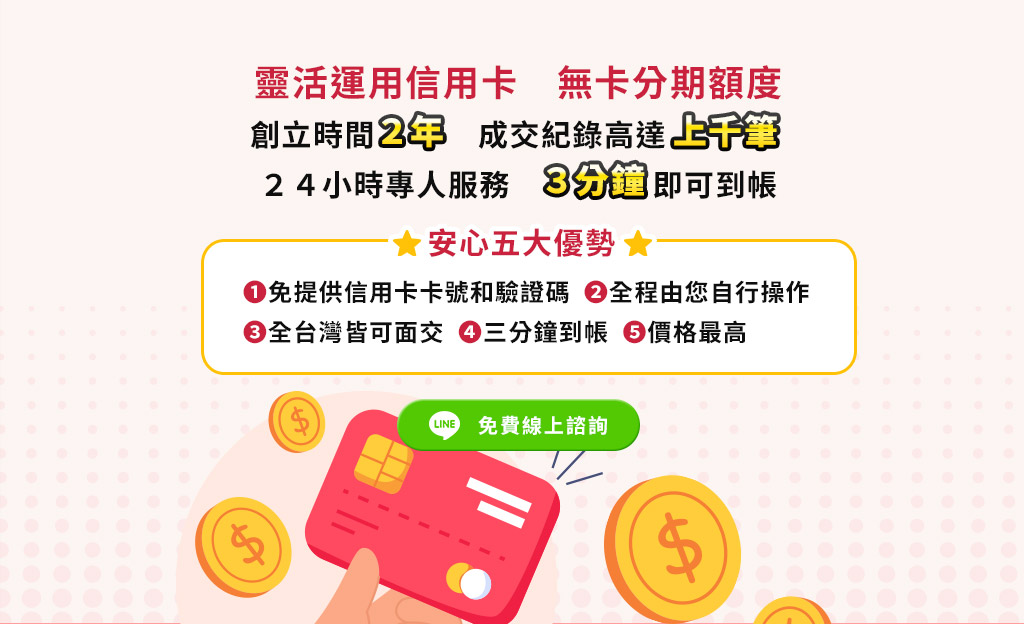 靈活運用信用卡　無卡分期額度
創立時間2年　成交紀錄高達上千筆
２４小時專人服務　3分鐘即可到帳
安心五大優勢
❶免提供信用卡卡號和驗證碼 ❷全程由您自行操作
❸全台灣皆可面交 ❹三分鐘到帳 ❺價格最高
LINE 免費線上諮詢
$
$
$